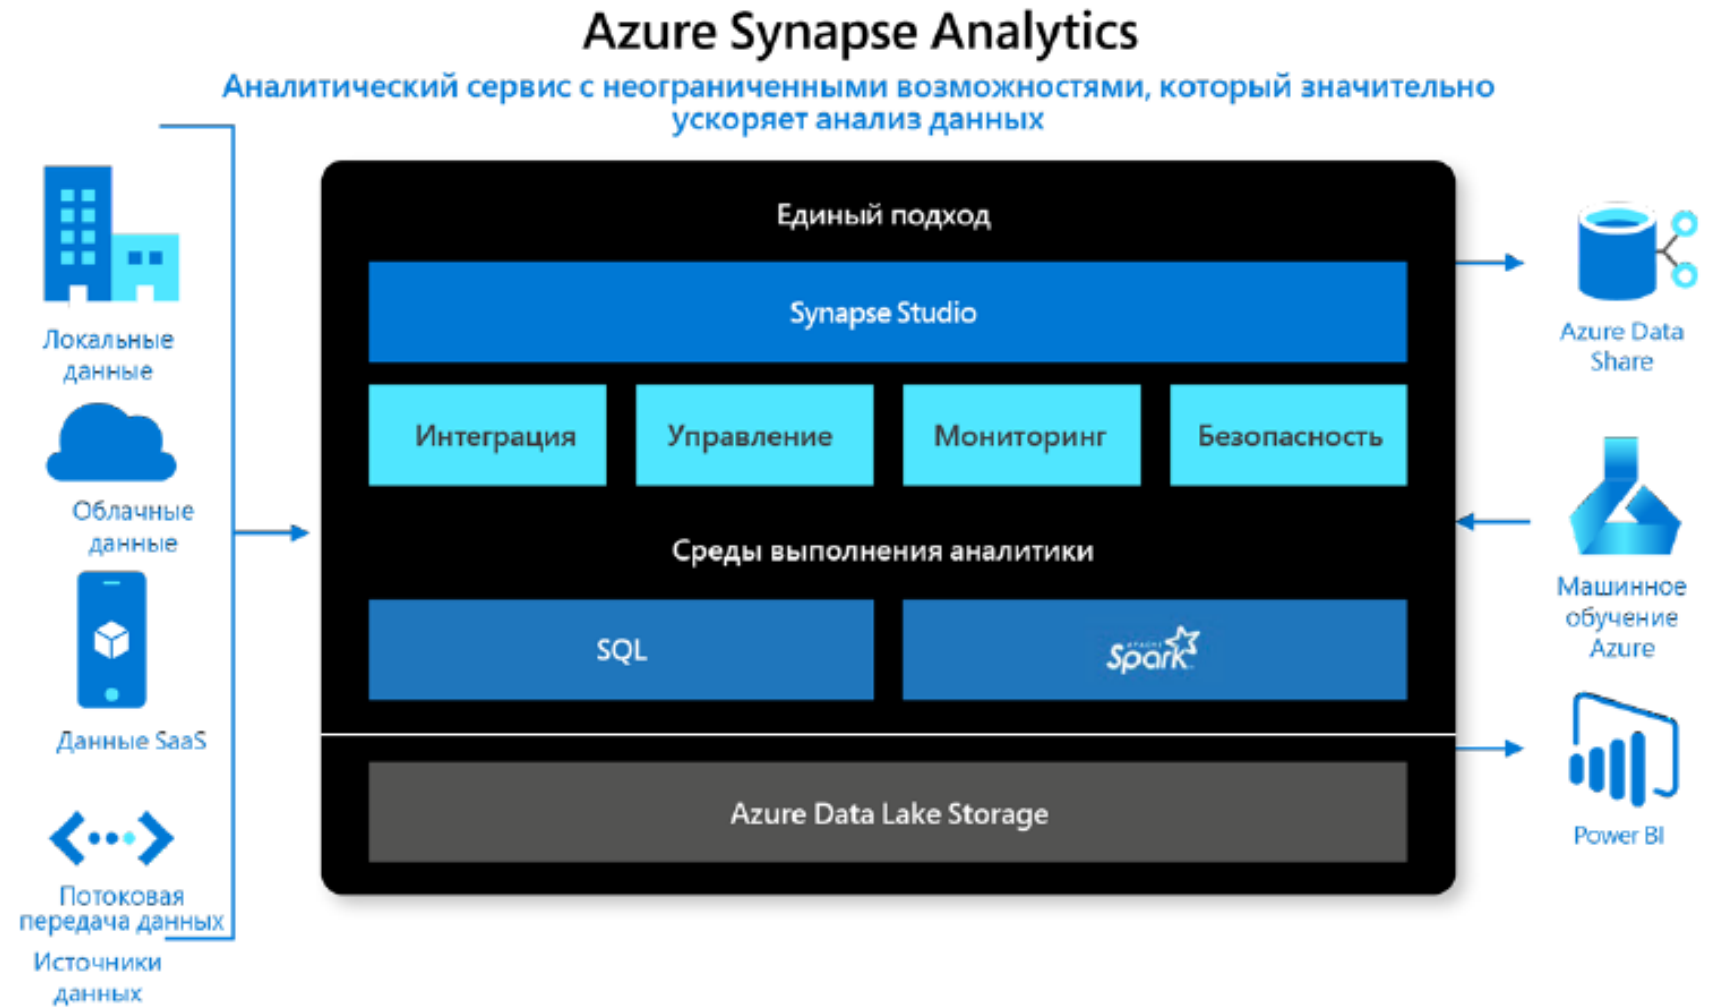 Azure Synapse Analytics
Аналитический сервис с неограниченными возможностями, который значительно
ускоряет анализ данных
Локальные
данные
Облачные
данные
Данные SaaS
Потоковая
передача данных
Источники
данных
Единый подход
Synapse Studio
Интеграция
Управление
Мониторинг
Безопасность
Среды выполнения аналитики
SQL
APACHE
Spark
Azure Data Lake Storage
Azure Data
Share
Машинное
обучение
Azure
Power BI